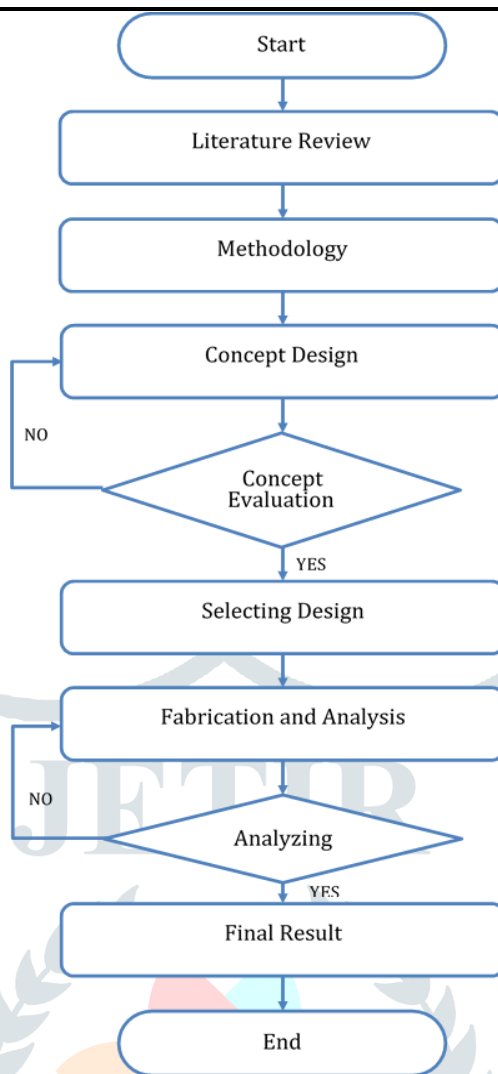 Start
Literature Review
Methodology
Concept Design
NO
Concept
Evaluation
YES
Selecting Design
Fabrication and Analysis
NO
JETIR
Analyzing
YES
Final Result
End